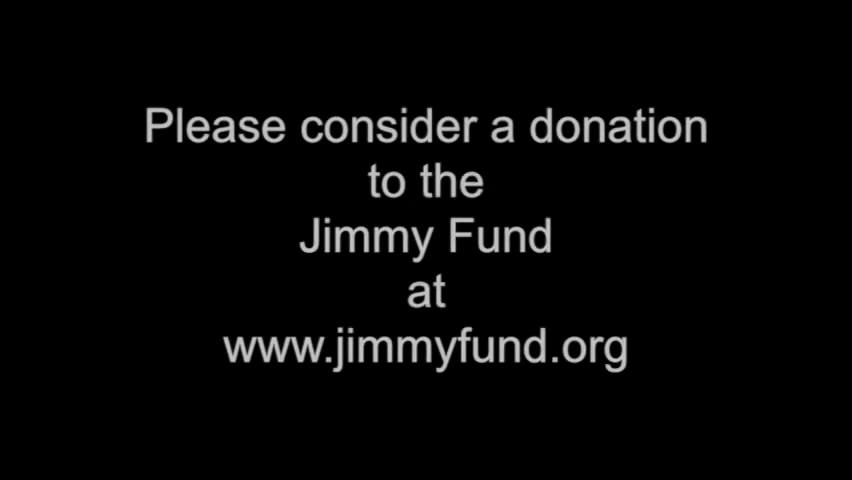 Please consider a donation
to the
Jimmy Fund
at
www.jimmyfund.org